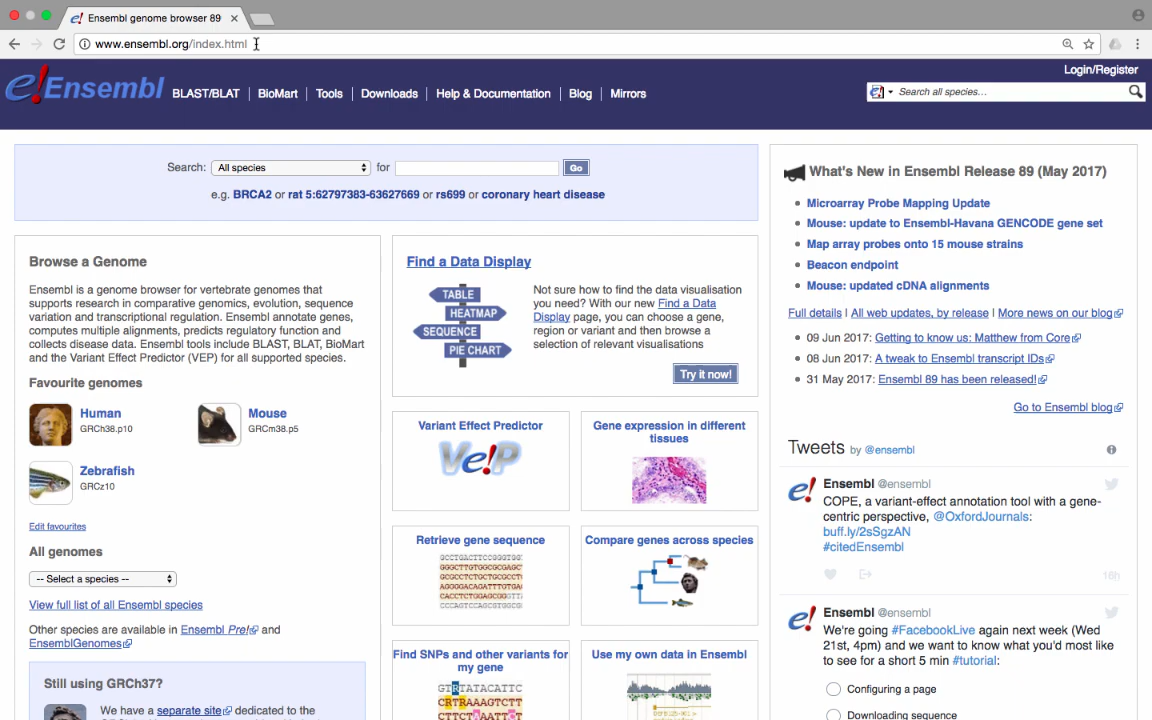 Ensembl genome browser 89
www.ensembl.org/index.html
Login/Register
e!Ensembl
BLAST/BLAT | BioMart | Tools | Downloads | Help & Documentation | Blog | Mirrors
Search all species...
Search: All species for Go
e.g. BRCA2 or rat 5:62797383-63627669 or rs699 or coronary heart disease
Browse a Genome
Ensembl is a genome browser for vertebrate genomes that
supports research in comparative genomics, evolution, sequence
variation and transcriptional regulation. Ensembl annotate genes,
computes multiple alignments, predicts regulatory function and
collects disease data. Ensembl tools include BLAST, BLAT, BioMart
and the Variant Effect Predictor (VEP) for all supported species.
Favourite genomes
Human
GRCh38.p10
Mouse
GRCm38.p5
Zebrafish
GRCz10
Edit favourites
All genomes
-- Select a species --
View full list of all Ensembl species
Other species are available in Ensembl Pre! and
EnsemblGenomes
Still using GRCh37?
We have a separate site dedicated to the
Find a Data Display
TABLE
HEATMAP
SEQUENCE
PIE CHART
Not sure how to find the data visualisation
you need? With our new Find a Data
Display page, you can choose a gene,
region or variant and then browse a
selection of relevant visualisations
Try it now!
Variant Effect Predictor
Ve!P
Gene expression in different
tissues
Retrieve gene sequence
Compare genes across species
Find SNPs and other variants for
my gene
Use my own data in Ensembl
What's New in Ensembl Release 89 (May 2017)
Microarray Probe Mapping Update
Mouse: update to Ensembl-Havana GENCODE gene set
Map array probes onto 15 mouse strains
Beacon endpoint
Mouse: updated cDNA alignments
Full details | All web updates, by release | More news on our blog
09 Jun 2017: Getting to know us: Matthew from Core
08 Jun 2017: A tweak to Ensembl transcript IDs
31 May 2017: Ensembl 89 has been released!
Go to Ensembl blog
Tweets by @ensembl
Ensembl @ensembl
COPE, a variant-effect annotation tool with a gene-
centric perspective, @OxfordJournals:
buff.ly/2sSgzAN
#citedEnsembl
16h
Ensembl @ensembl
We're going #FacebookLive again next week (Wed
21st, 4pm) and we want to know what you'd most like
to see for a short 5 min #tutorial:
Configuring a page
Downloading sequence